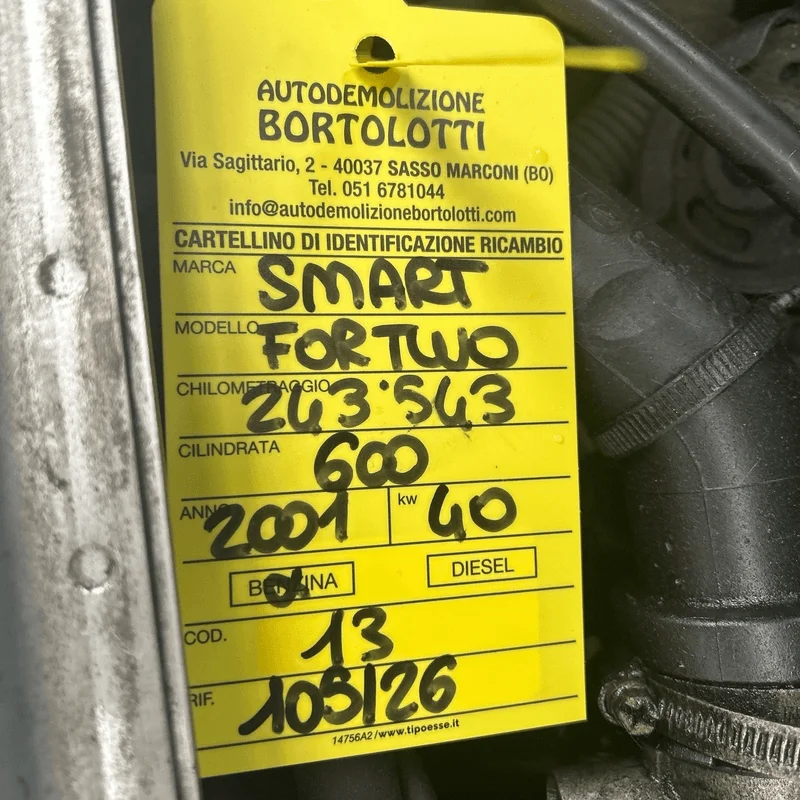 AUTODEMOLIZIONE
BORTOLOTTI
Via Sagittario, 2 - 40037 SASSO MARCONI (BO)
Tel. 051 6781044
info@autodemolizionebortolotti.com
CARTELLINO DI IDENTIFICAZIONE RICAMBIO
MARCA SMART
MODELLO FORTWO
CHILOMETRAGGIO 243.543
CILINDRATA 600
ANNO 2001 kw 40
BENZINA DIESEL
COD. 13
RIF. 105/26
14756A2 / www.tipoesse.it